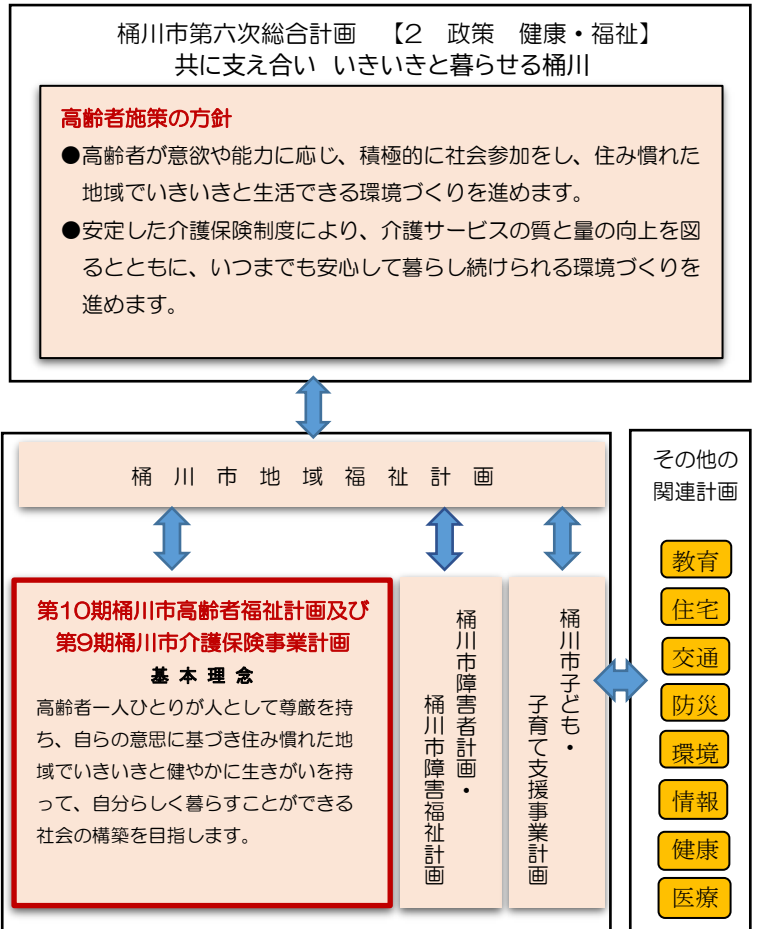 桶川市第六次総合計画　【2　政策　健康・福祉】
共に支え合い いきいきと暮らせる桶川
高齢者施策の方針
●高齢者が意欲や能力に応じ、積極的に社会参加をし、住み慣れた
地域でいきいきと生活できる環境づくりを進めます。
●安定した介護保険制度により、介護サービスの質と量の向上を図
るとともに、いつまでも安心して暮らし続けられる環境づくりを
進めます。
桶川市地域福祉計画
第10期桶川市高齢者福祉計画及び
第9期桶川市介護保険事業計画
基本理念
高齢者一人ひとりが人として尊厳を持
ち、自らの意思に基づき住み慣れた地
域でいきいきと健やかに生きがいを持
って、自分らしく暮らすことができる
社会の構築を目指します。
桶川市障害者計画・
桶川市障害福祉計画
桶川市子ども・
子育て支援事業計画
その他の
関連計画
教育
住宅
交通
防災
環境
情報
健康
医療